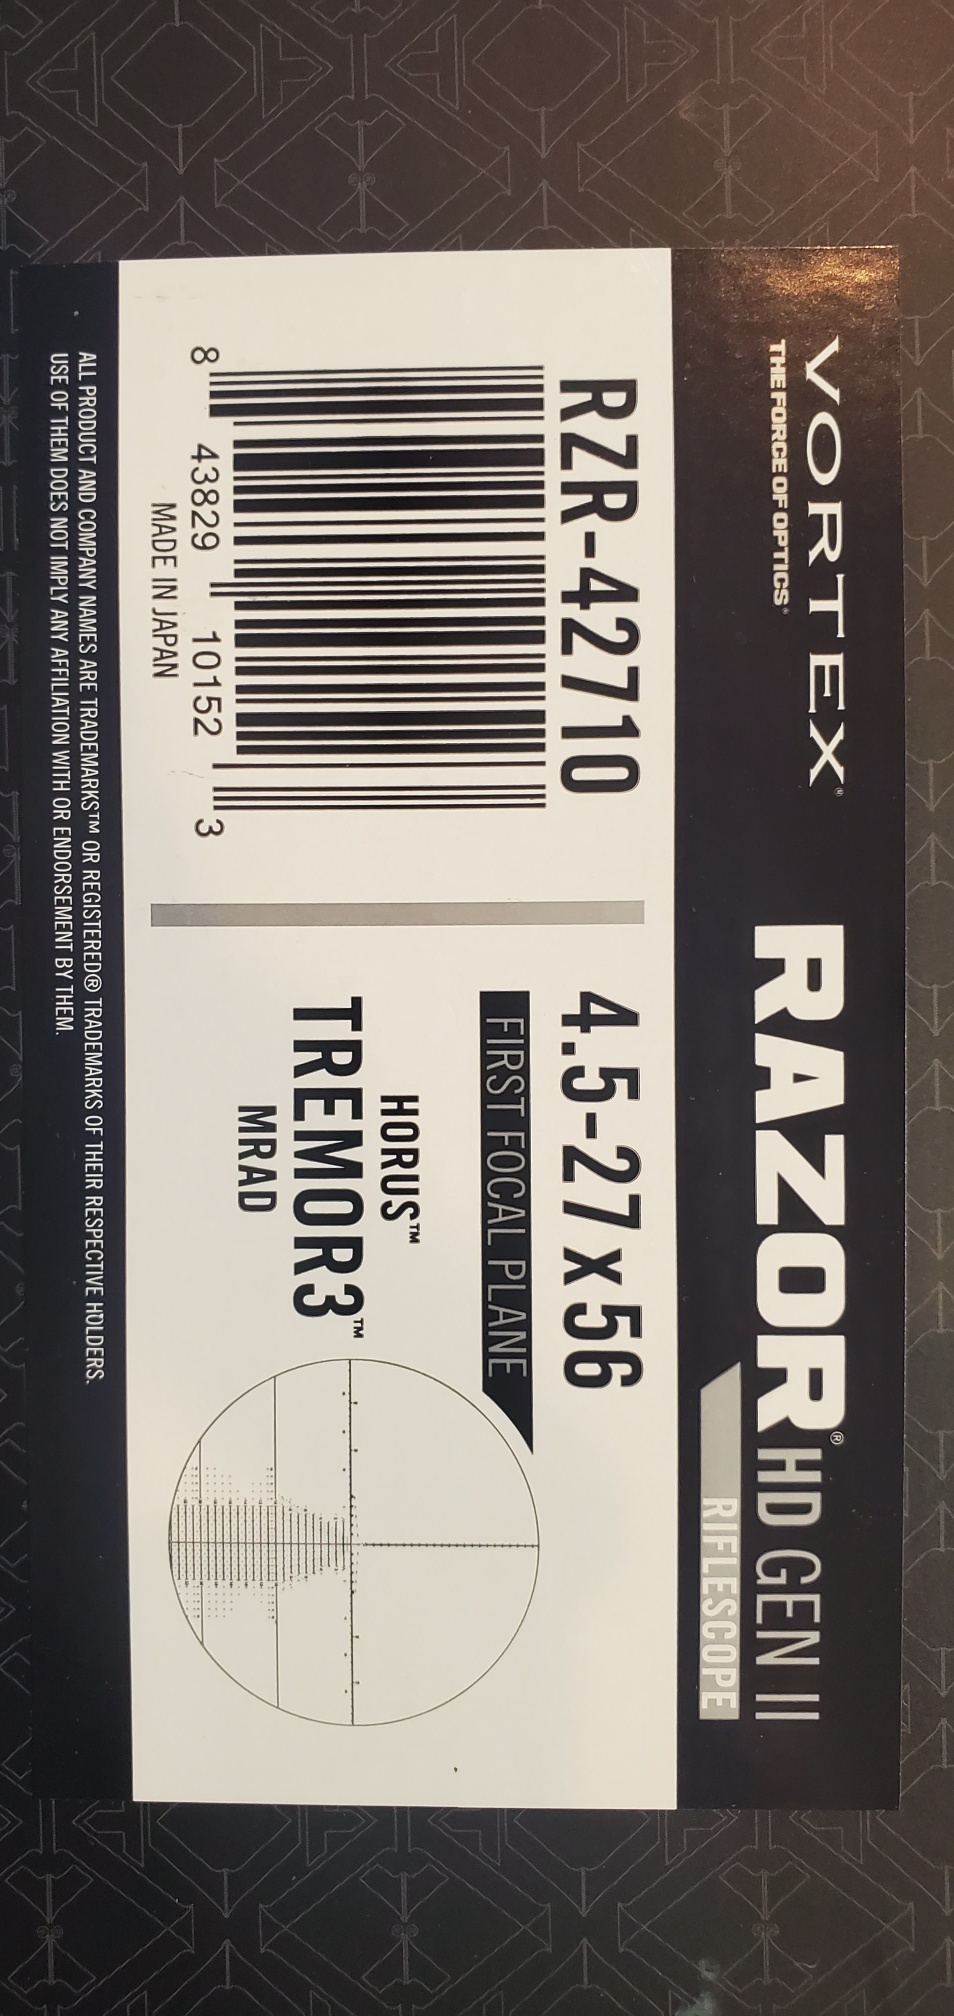 VORTEX®
THE FORCE OF OPTICS®
RAZOR® HD GEN II
RIFLESCOPE
RZR-42710
8 43829 10152 3
MADE IN JAPAN
4.5-27 x 56
FIRST FOCAL PLANE
HORUS™
TREMOR3™
MRAD
ALL PRODUCT AND COMPANY NAMES ARE TRADEMARKS™ OR REGISTERED® TRADEMARKS OF THEIR RESPECTIVE HOLDERS.
USE OF THEM DOES NOT IMPLY ANY AFFILIATION WITH OR ENDORSEMENT BY THEM.